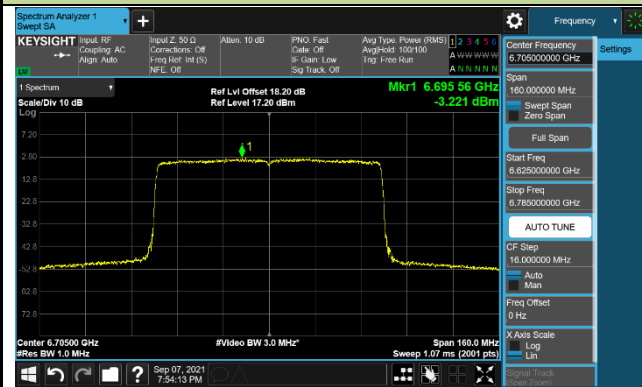 Spectrum Analyzer 1
Swept SA
+
Frequency
KEYSIGHT
Input: RF
Coupling: AC
Align: Auto
Input Z: 50 Ω
Corrections: Off
Freq Ref: Int (S)
NFE: Off
Atten: 10 dB
PNO: Fast
Gate: Off
IF Gain: Low
Sig Track: Off
Avg Type: Power (RMS)
Avg|Hold: 100/100
Trig: Free Run
1 2 3 4 5 6
A W W W W W
A N N N N N
LXI
Center Frequency
6.705000000 GHz
Settings
1 Spectrum
Scale/Div 10 dB
Log
Ref Lvl Offset 18.20 dB
Ref Level 17.20 dBm
Mkr1 6.695 56 GHz
-3.221 dBm
Span
160.000000 MHz
Swept Span
Zero Span
Full Span
Start Freq
6.625000000 GHz
Stop Freq
6.785000000 GHz
AUTO TUNE
CF Step
16.000000 MHz
Auto
Man
Freq Offset
0 Hz
X Axis Scale
Log
Lin
Signal Track
(Span Zoom)
7.20
-2.80
-12.8
-22.8
-32.8
-42.8
-52.8
-62.8
-72.8
1
Center 6.70500 GHz
#Res BW 1.0 MHz
#Video BW 3.0 MHz*
Span 160.0 MHz
Sweep 1.07 ms (2001 pts)
?
Sep 07, 2021
7:54:13 PM